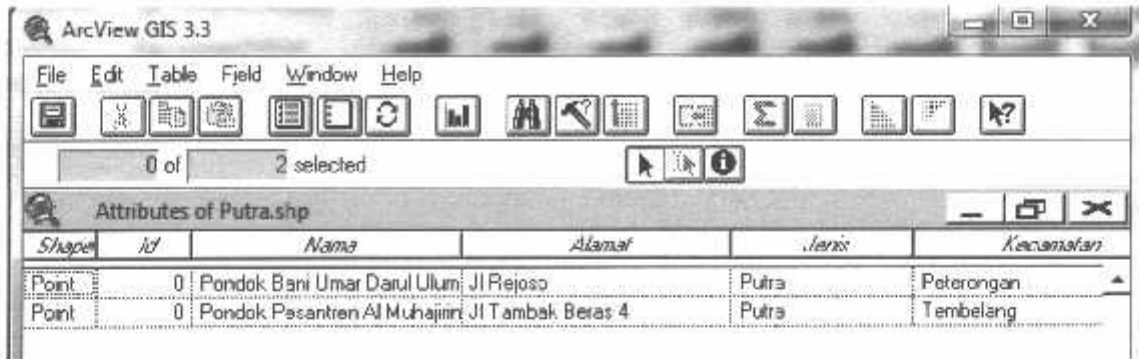 ArcView GIS 3.3
File Edit Table Field Window Help
0 of 2 selected
Attributes of Putra.shp
Shape Id Nama Alamat Jenis Kecamatan
Point 0 Pondok Bani Umar Darul Ulum Jl Rejoso Putra Peterongan
Point 0 Pondok Pesantren Al Muhajirin Jl Tambak Beras 4 Putra Tembelang